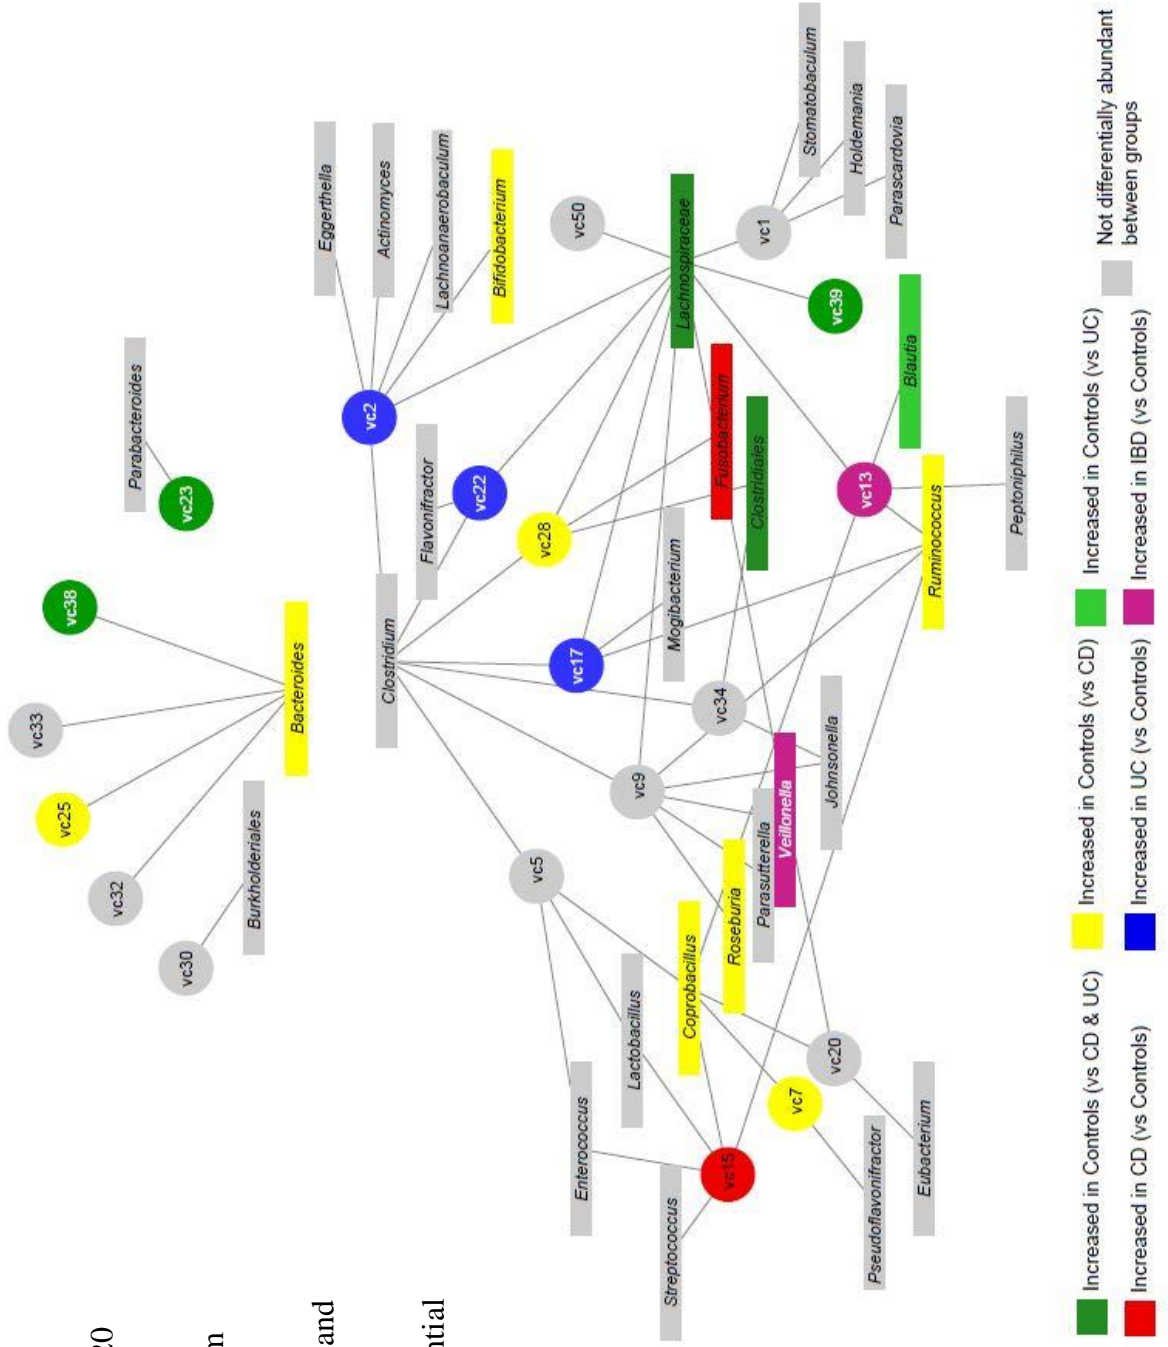 20
m
and
ntial
vc33
vc25
vc38
vc32
Parabacteroides
vc30
vc23
Burkholderiales
Bacteroides
Eggerthella
vc2
Clostridium
Actinomyces
Flavonifractor
Lachnoanaerobaculum
vc22
Bifidobacterium
vc5
vc28
vc17
vc50
Enterococcus
Lactobacillus
vc9
Streptococcus
Mogibacterium
Lachnospiraceae
Coprobacillus
vc15
vc34
Fusobacterium
Roseburia
Clostridiales
Parasutterella
vc1
Veillonella
vc7
Stomatobaculum
Johnsonella
vc20
vc39
Holdemania
vc13
Pseudoflavonifractor
Parascardovia
Blautia
Eubacterium
Ruminococcus
Peptoniphilus
Increased in Controls (vs CD & UC)
Increased in Controls (vs CD)
Increased in Controls (vs UC)
Not differentially abundant
between groups
Increased in CD (vs Controls)
Increased in UC (vs Controls)
Increased in IBD (vs Controls)